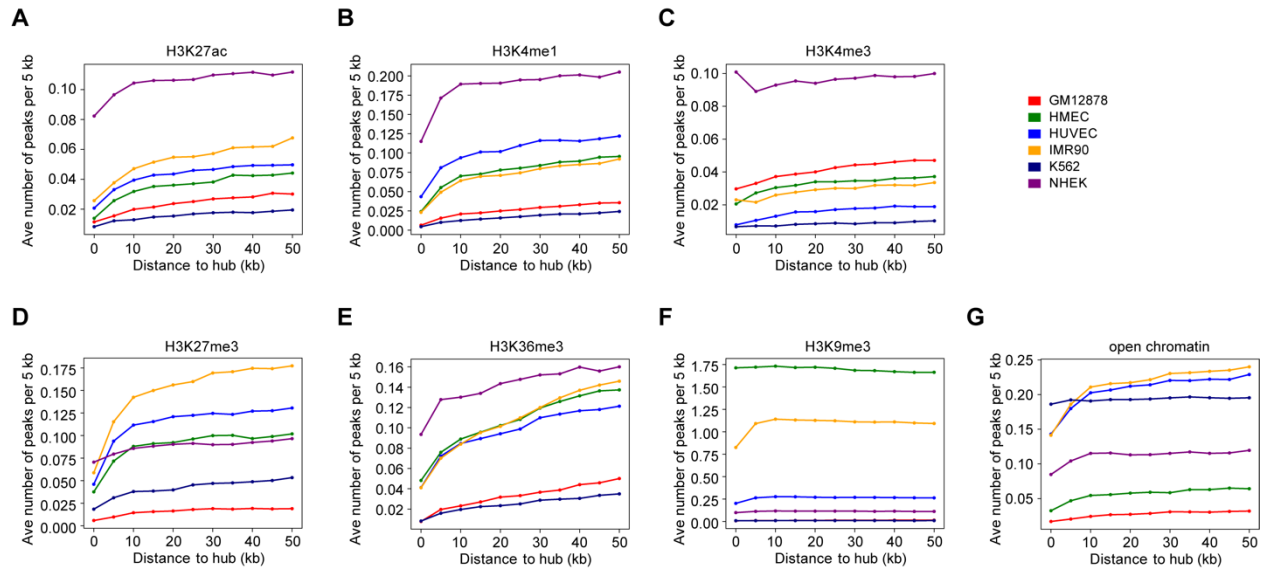 A
H3K27ac
Ave number of peaks per 5 kb
0.10
0.08
0.06
0.04
0.02
0 10 20 30 40 50
Distance to hub (kb)
B
H3K4me1
Ave number of peaks per 5 kb
0.200
0.175
0.150
0.125
0.100
0.075
0.050
0.025
0.000
0 10 20 30 40 50
Distance to hub (kb)
C
H3K4me3
Ave number of peaks per 5 kb
0.10
0.08
0.06
0.04
0.02
0 10 20 30 40 50
Distance to hub (kb)
GM12878
HMEC
HUVEC
IMR90
K562
NHEK
D
H3K27me3
Ave number of peaks per 5 kb
0.175
0.150
0.125
0.100
0.075
0.050
0.025
0.000
0 10 20 30 40 50
Distance to hub (kb)
E
H3K36me3
Ave number of peaks per 5 kb
0.16
0.14
0.12
0.10
0.08
0.06
0.04
0.02
0 10 20 30 40 50
Distance to hub (kb)
F
H3K9me3
Ave number of peaks per 5 kb
1.75
1.50
1.25
1.00
0.75
0.50
0.25
0.00
0 10 20 30 40 50
Distance to hub (kb)
G
open chromatin
Ave number of peaks per 5 kb
0.25
0.20
0.15
0.10
0.05
0 10 20 30 40 50
Distance to hub (kb)